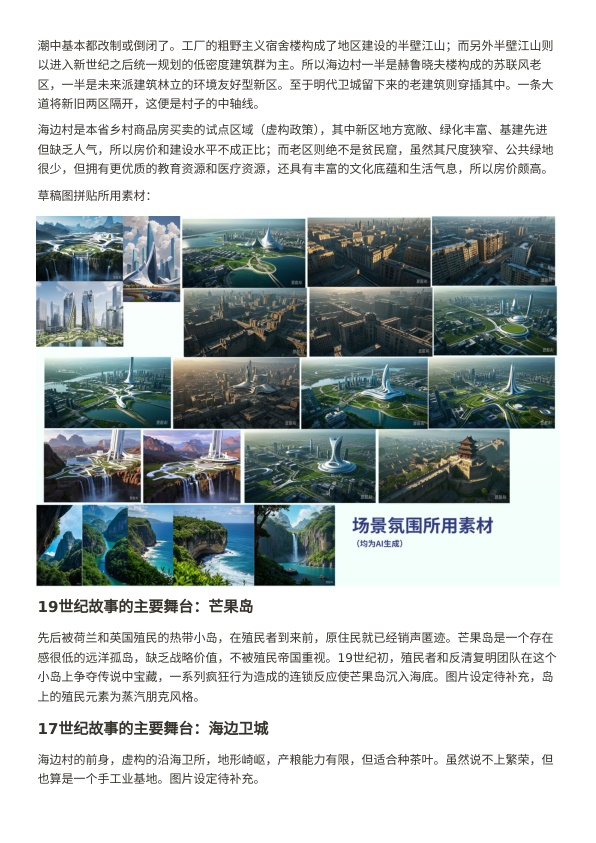 潮中基本都改制或倒闭了。工厂的粗野主义宿舍楼构成了地区建设的半壁江山；而另外半壁江山则
以进入新世纪之后统一规划的低密度建筑群为主。所以海边村一半是赫鲁晓夫楼构成的苏联风老
区，一半是未来派建筑林立的环境友好型新区。至于明代卫城留下来的老建筑则穿插其中。一条大
道将新旧两区隔开，这便是村子的中轴线。
海边村是本省乡村商品房买卖的试点区域（虚构政策），其中新区地方宽敞、绿化丰富、基建先进
但缺乏人气，所以房价和建设水平不成正比；而老区则绝不是贫民窟，虽然其尺度狭窄、公共绿地
很少，但拥有更优质的教育资源和医疗资源，还具有丰富的文化底蕴和生活气息，所以房价颇高。
草稿图拼贴所用素材：
场景氛围所用素材
（均为AI生成）
19世纪故事的主要舞台：芒果岛
先后被荷兰和英国殖民的热带小岛，在殖民者到来前，原住民就已经销声匿迹。芒果岛是一个存在
感很低的远洋孤岛，缺乏战略价值，不被殖民帝国重视。19世纪初，殖民者和反清复明团队在这个
小岛上争夺传说中宝藏，一系列疯狂行为造成的连锁反应使芒果岛沉入海底。图片设定待补充，岛
上的殖民元素为蒸汽朋克风格。
17世纪故事的主要舞台：海边卫城
海边村的前身，虚构的沿海卫所，地形崎岖，产粮能力有限，但适合种茶叶。虽然说不上繁荣，但
也算是一个手工业基地。图片设定待补充。